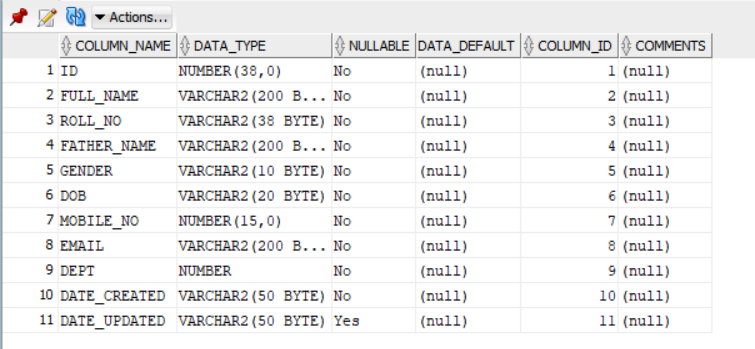 Actions...
COLUMN_NAME DATA_TYPE NULLABLE DATA_DEFAULT COLUMN_ID COMMENTS
1 ID NUMBER(38,0) No (null) 1 (null)
2 FULL_NAME VARCHAR2(200 B... No (null) 2 (null)
3 ROLL_NO VARCHAR2(38 BYTE) No (null) 3 (null)
4 FATHER_NAME VARCHAR2(200 B... No (null) 4 (null)
5 GENDER VARCHAR2(10 BYTE) No (null) 5 (null)
6 DOB VARCHAR2(20 BYTE) No (null) 6 (null)
7 MOBILE_NO NUMBER(15,0) No (null) 7 (null)
8 EMAIL VARCHAR2(200 B... No (null) 8 (null)
9 DEPT NUMBER No (null) 9 (null)
10 DATE_CREATED VARCHAR2(50 BYTE) No (null) 10 (null)
11 DATE_UPDATED VARCHAR2(50 BYTE) Yes (null) 11 (null)